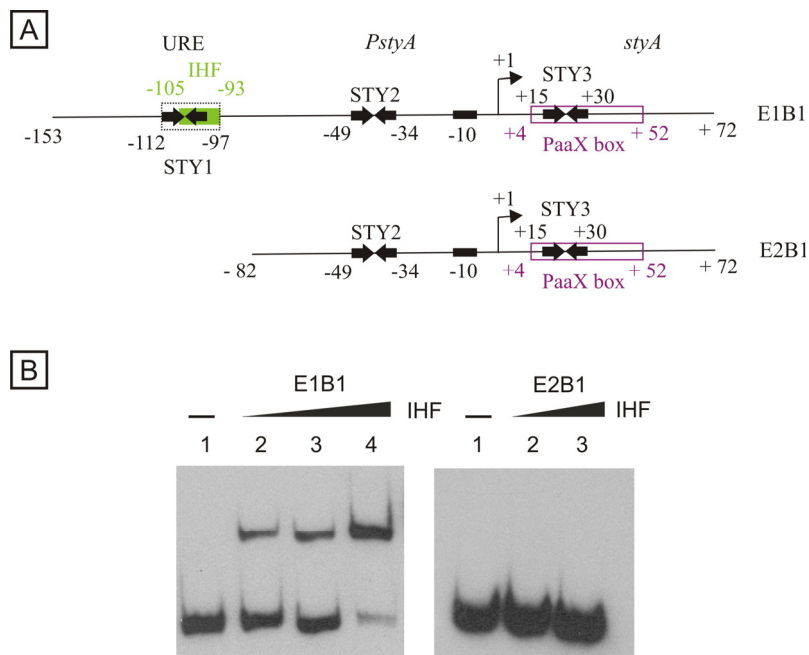 A
URE
PstyA
styA
IHF
-105 -93
+1
STY2
STY3
+15 +30
E1B1
-153
-112 -97
-49 -34 -10
+4 + 52 + 72
STY1
PaaX box
+1
STY2
STY3
+15 +30
E2B1
- 82
-49 -34 -10
+4 + 52 + 72
PaaX box
B
E1B1
IHF
1 2 3 4
E2B1
IHF
1 2 3